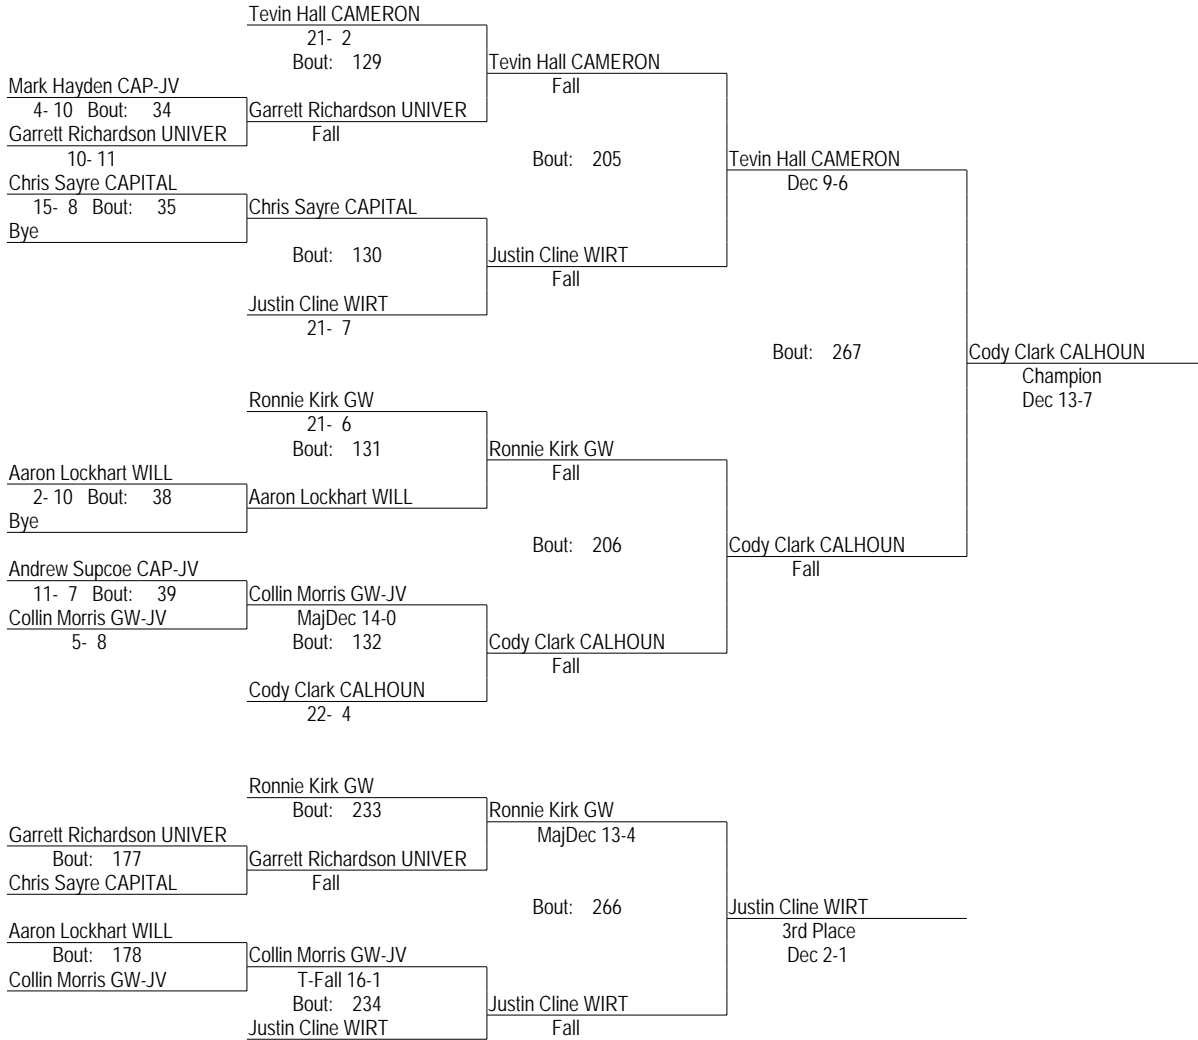 Tevin Hall CAMERON
21- 2
Bout: 129
Tevin Hall CAMERON
Fall
Mark Hayden CAP-JV
4- 10 Bout: 34
Garrett Richardson UNIVER
Garrett Richardson UNIVER
Fall
10- 11
Bout: 205
Tevin Hall CAMERON
Dec 9-6
Chris Sayre CAPITAL
15- 8 Bout: 35
Chris Sayre CAPITAL
Bye
Bout: 130
Justin Cline WIRT
Fall
Justin Cline WIRT
21- 7
Bout: 267
Cody Clark CALHOUN
Champion
Dec 13-7
Ronnie Kirk GW
21- 6
Bout: 131
Ronnie Kirk GW
Fall
Aaron Lockhart WILL
2- 10 Bout: 38
Aaron Lockhart WILL
Bye
Bout: 206
Cody Clark CALHOUN
Fall
Andrew Supcoe CAP-JV
11- 7 Bout: 39
Collin Morris GW-JV
Collin Morris GW-JV
MajDec 14-0
5- 8
Bout: 132
Cody Clark CALHOUN
Fall
Cody Clark CALHOUN
22- 4
Ronnie Kirk GW
Bout: 233
Ronnie Kirk GW
MajDec 13-4
Garrett Richardson UNIVER
Bout: 177
Garrett Richardson UNIVER
Chris Sayre CAPITAL
Fall
Bout: 266
Justin Cline WIRT
3rd Place
Dec 2-1
Aaron Lockhart WILL
Bout: 178
Collin Morris GW-JV
Collin Morris GW-JV
T-Fall 16-1
Bout: 234
Justin Cline WIRT
Fall
Justin Cline WIRT